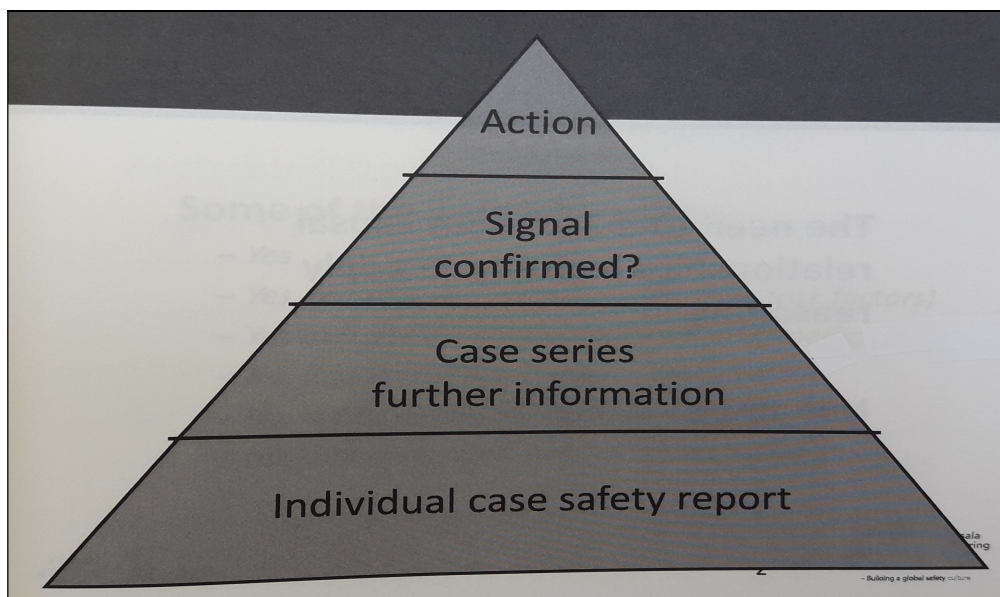 Action
Signal
confirmed?
Case series
further information
Individual case safety report
– Building a global safety culture